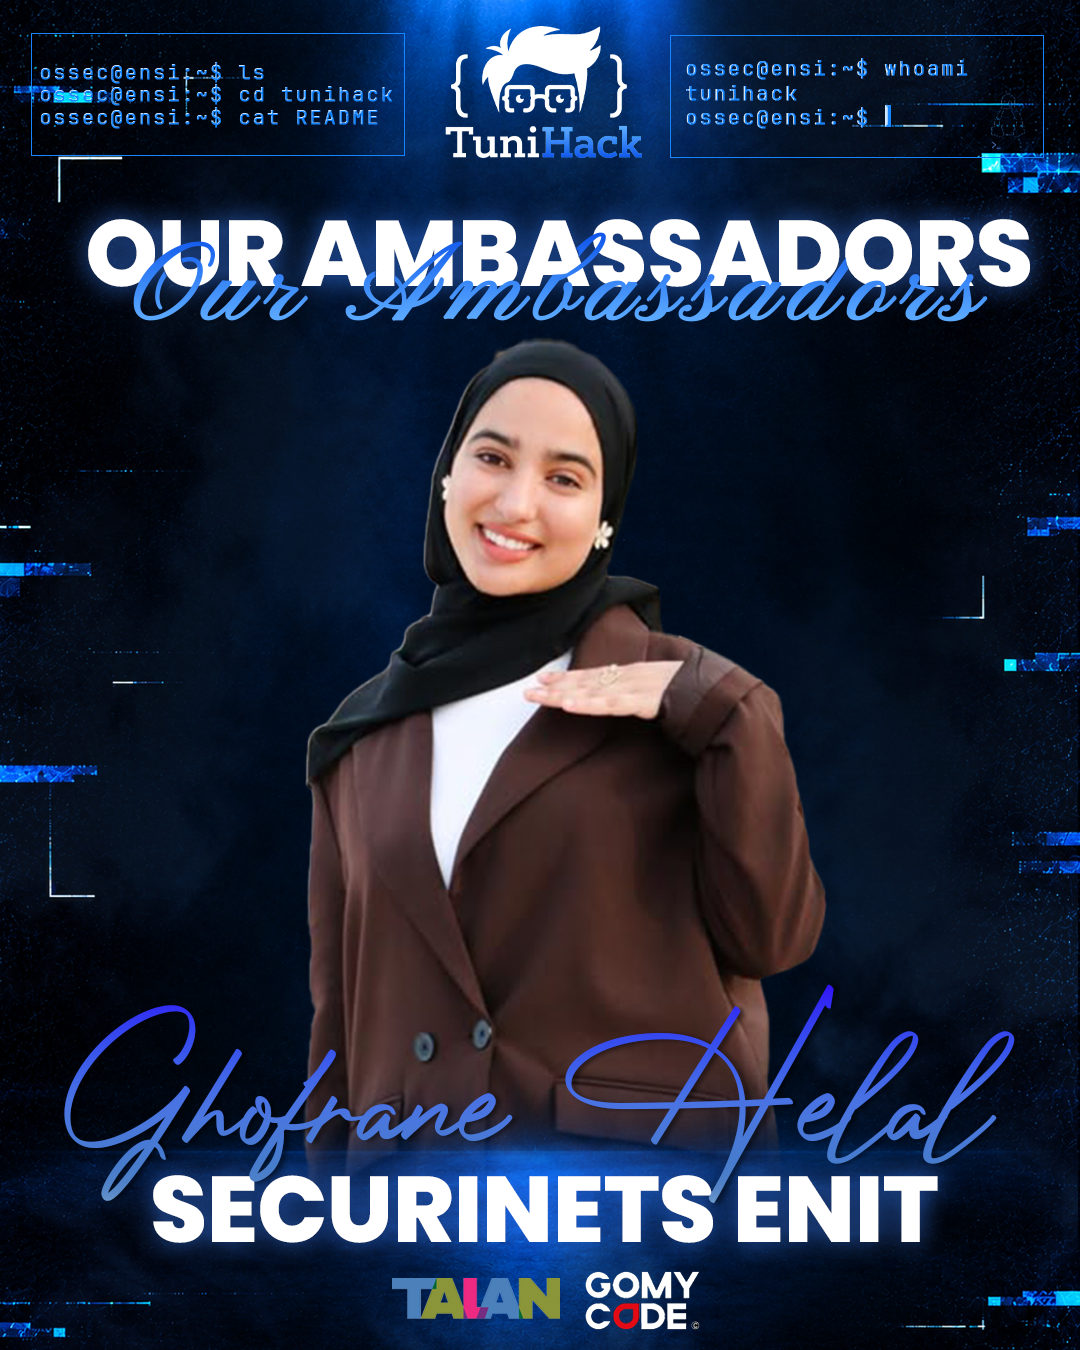 ossec@ensi:~$ ls
ossec@ensi:~$ cd tunihack
ossec@ensi:~$ cat README
{ }
TuniHack
ossec@ensi:~$ whoami
tunihack
ossec@ensi:~$
OUR AMBASSADORS
Our Ambassadors
Ghofrane Helal
SECURINETS ENIT
TALAN
GOMY
CODE
©